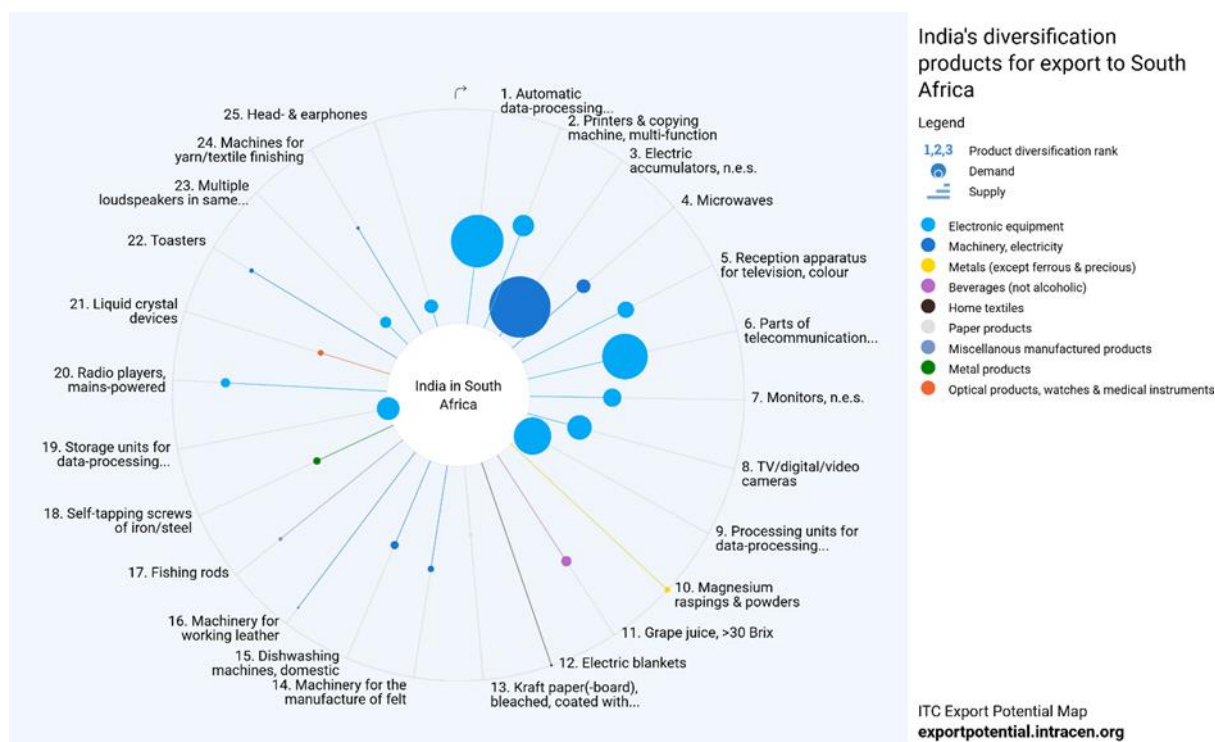 India's diversification
products for export to South
Africa
Legend
1,2,3 Product diversification rank
Demand
Supply
Electronic equipment
Machinery, electricity
Metals (except ferrous & precious)
Beverages (not alcoholic)
Home textiles
Paper products
Miscellanous manufactured products
Metal products
Optical products, watches & medical instruments
1. Automatic
data-processing...
2. Printers & copying
machine, multi-function
3. Electric
accumulators, n.e.s.
4. Microwaves
5. Reception apparatus
for television, colour
6. Parts of
telecommunication...
7. Monitors, n.e.s.
8. TV/digital/video
cameras
9. Processing units for
data-processing...
10. Magnesium
raspings & powders
11. Grape juice, >30 Brix
12. Electric blankets
13. Kraft paper(-board),
bleached, coated with...
14. Machinery for the
manufacture of felt
15. Dishwashing
machines, domestic
16. Machinery for
working leather
17. Fishing rods
18. Self-tapping screws
of iron/steel
19. Storage units for
data-processing...
20. Radio players,
mains-powered
21. Liquid crystal
devices
22. Toasters
23. Multiple
loudspeakers in same...
24. Machines for
yarn/textile finishing
25. Head- & earphones
India in South
Africa
ITC Export Potential Map
exportpotential.intracen.org